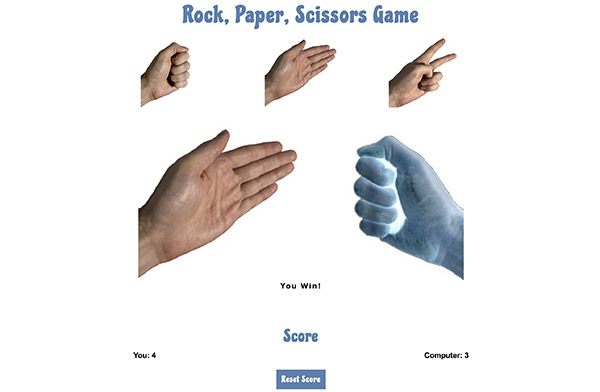 Rock, Paper, Scissors Game
You Win!
Score
You: 4 Computer: 3
Reset Score